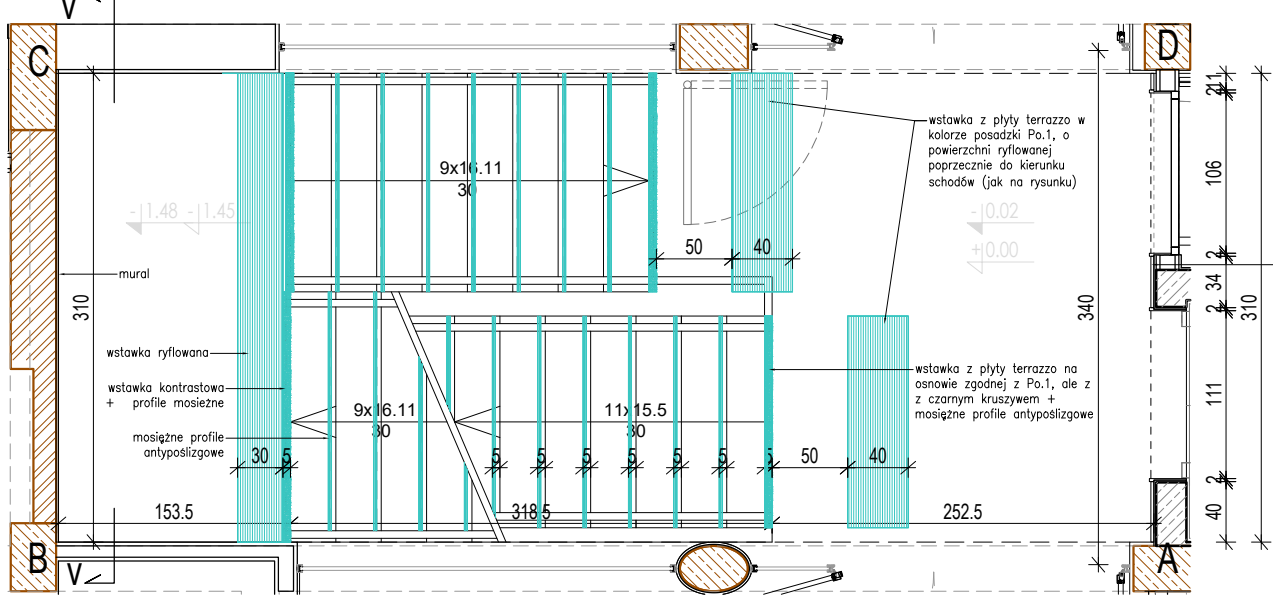 V
C
D
9x16.11
30
-1.48
-1.45
mural
310
wstawka ryflowana
wstawka kontrastowa
+ profile mosiężne
mosiężne profile
antypoślizgowe
30
5
153.5
B
V
9x16.11
30
11x15.5
30
5
5
5
5
5
5
5
318.5
50
40
50
40
252.5
wstawka z płyty terrazzo w
kolorze posadzki Po.1, o
powierzchni ryflowanej
poprzecznie do kierunku
schodów (jak na rysunku)
-0.02
+0.00
340
wstawka z płyty terrazzo na
osnowie zgodnej z Po.1, ale z
z czarnym kruszywem +
mosiężne profile antypoślizgowe
A
11
2
106
2
34
2
111
2
40
310